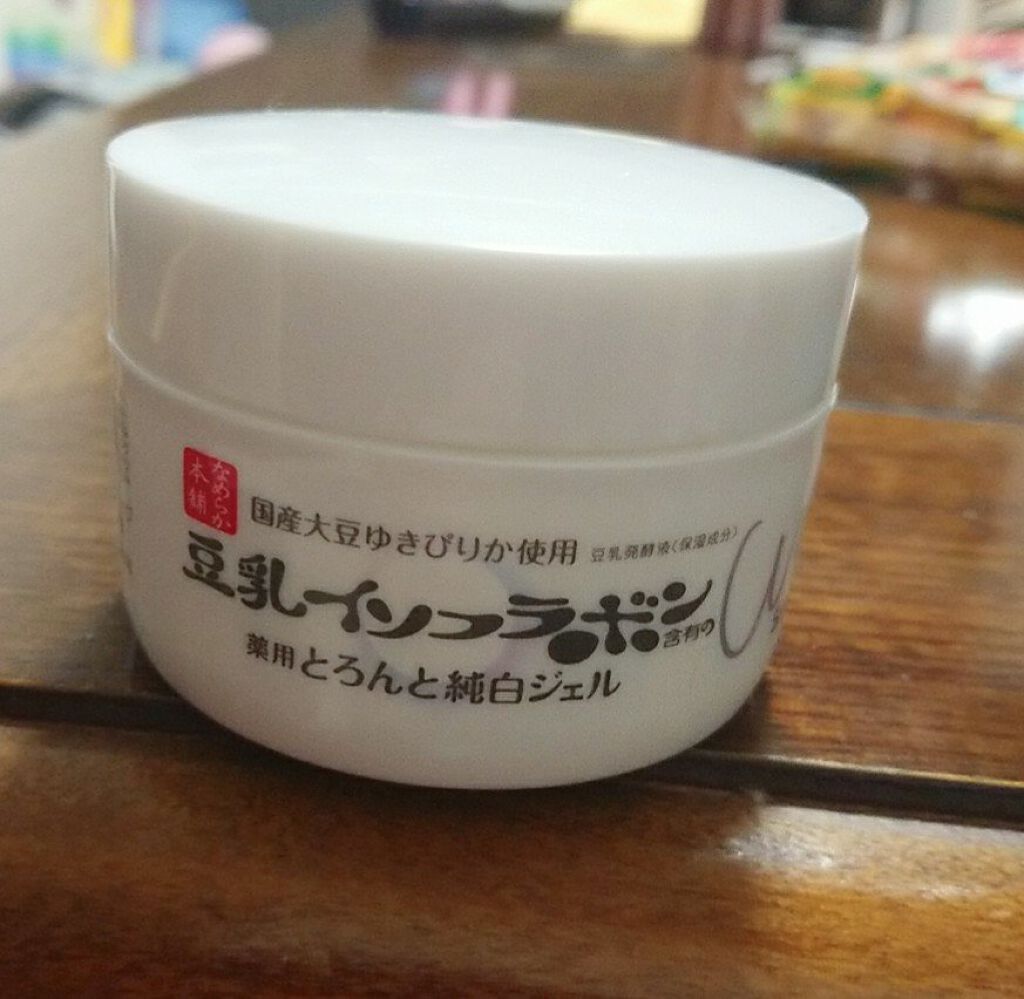 なめらか
本舗
国産大豆ゆきぴりか使用 豆乳発酵液(保湿成分)
豆乳イソフラボン含有の
薬用とろんと純白ジェル